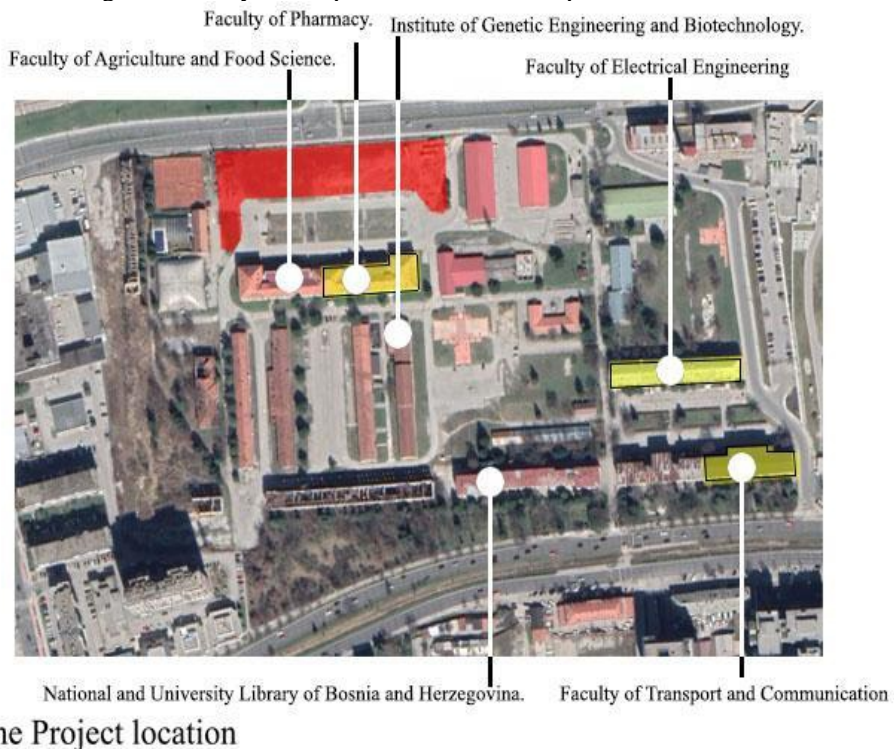 Faculty of Pharmacy.
Institute of Genetic Engineering and Biotechnology.
Faculty of Agriculture and Food Science.
Faculty of Electrical Engineering
National and University Library of Bosnia and Herzegovina.
Faculty of Transport and Communication
Project location